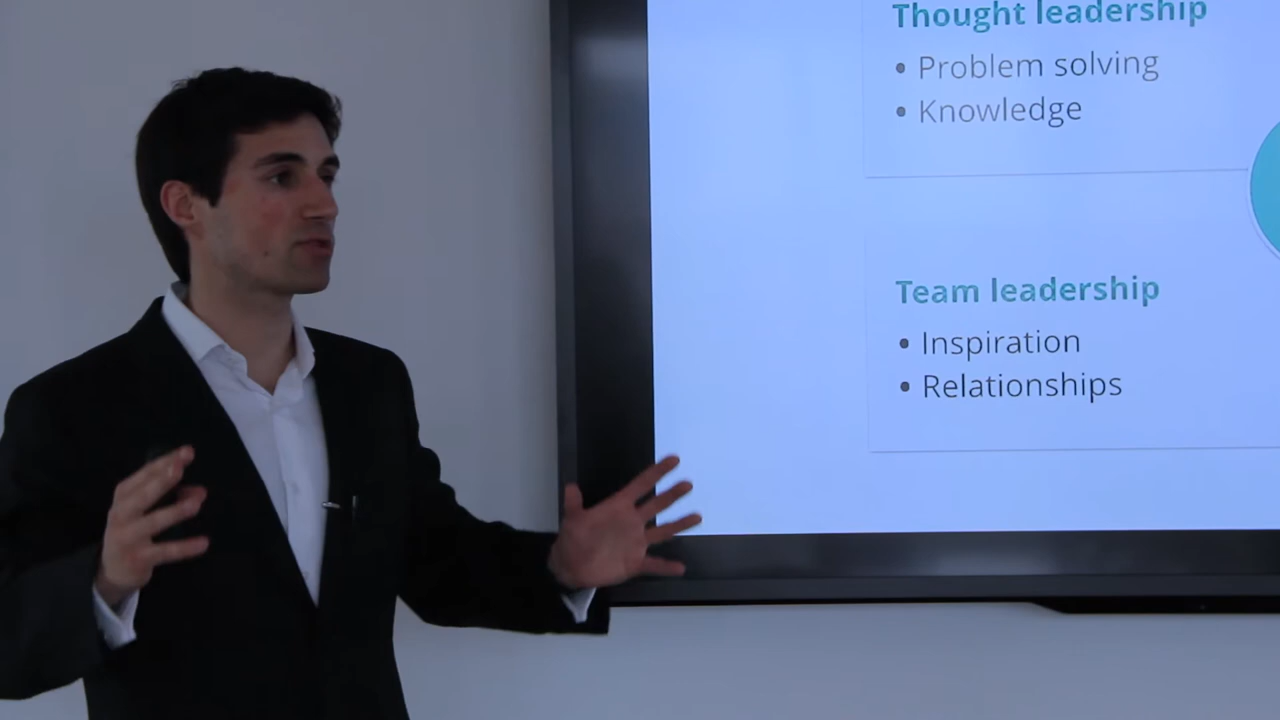 Thought leadership
• Problem solving
• Knowledge
Team leadership
• Inspiration
• Relationships